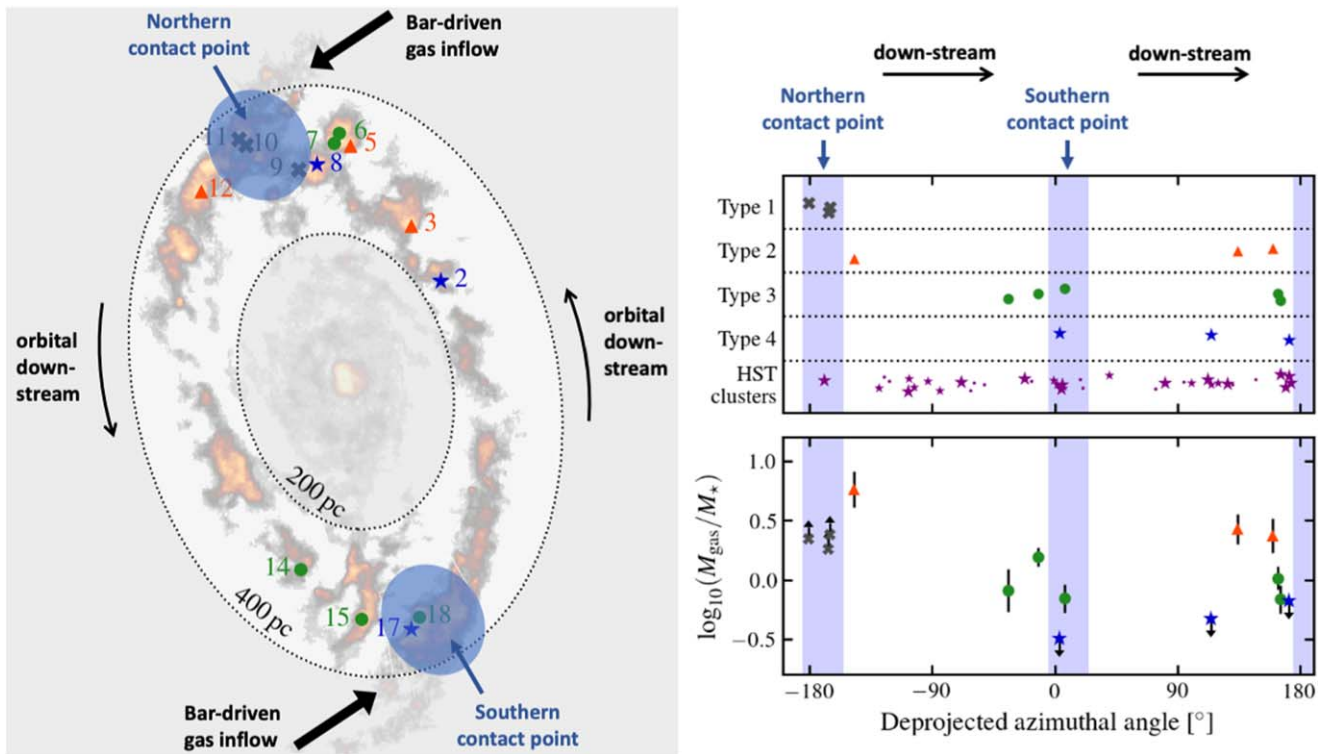 Northern
contact point
Bar-driven
gas inflow
11
10
9
7
6
5
8
12
3
2
orbital
down-
stream
orbital
down-
stream
200 pc
14
15
400 pc
17
18
Bar-driven
gas inflow
Southern
contact point
down-stream
down-stream
Northern
contact point
Southern
contact point
Type 1
Type 2
Type 3
Type 4
HST
clusters
log₁₀(M_gas/M⋆)
1.0
0.5
0.0
−0.5
−180
−90
0
90
180
Deprojected azimuthal angle [°]